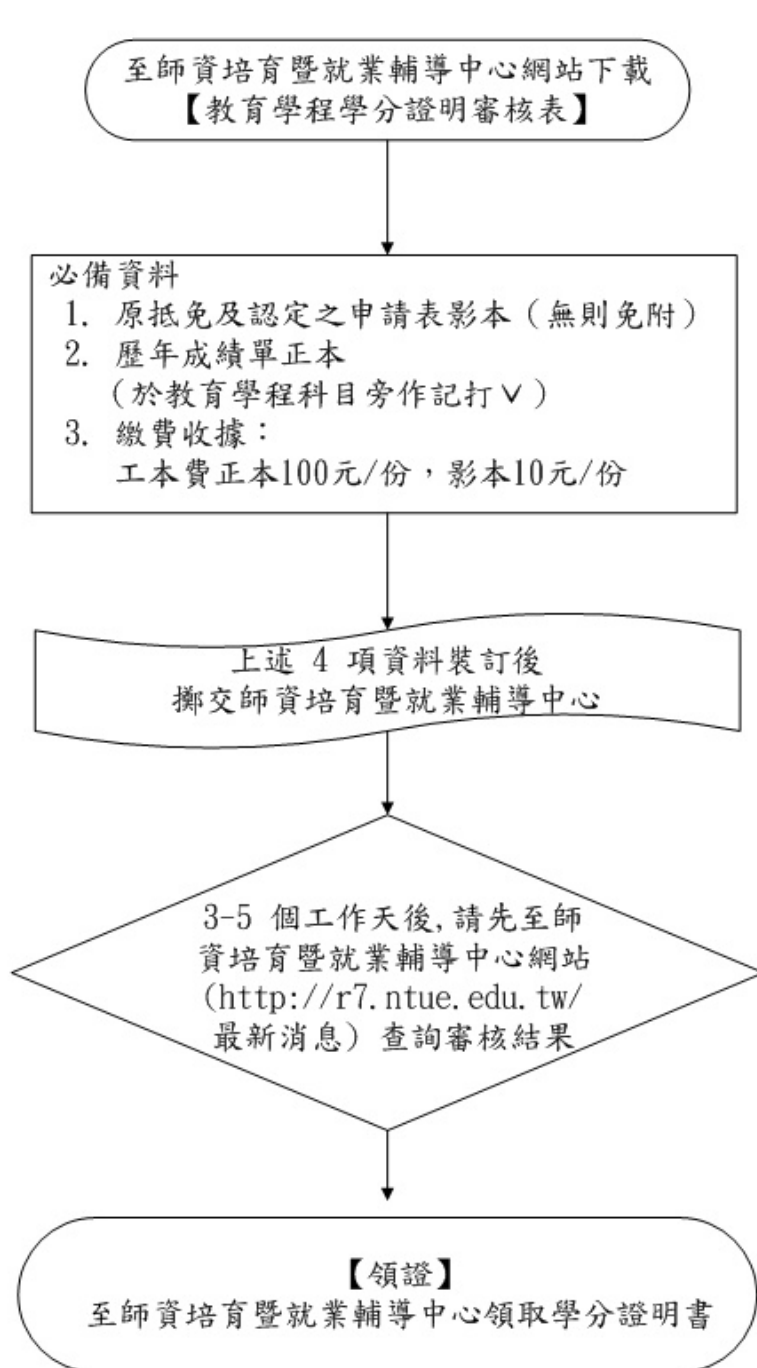 至師資培育暨就業輔導中心網站下載
【教育學程學分證明審核表】
必備資料
1. 原抵免及認定之申請表影本（無則免附）
2. 歷年成績單正本
（於教育學程科目旁作記打∨）
3. 繳費收據：
工本費正本100元/份，影本10元/份
上述 4 項資料裝訂後
擲交師資培育暨就業輔導中心
3-5 個工作天後,請先至師
資培育暨就業輔導中心網站
(http://r7.ntue.edu.tw/
最新消息) 查詢審核結果
【領證】
至師資培育暨就業輔導中心領取學分證明書